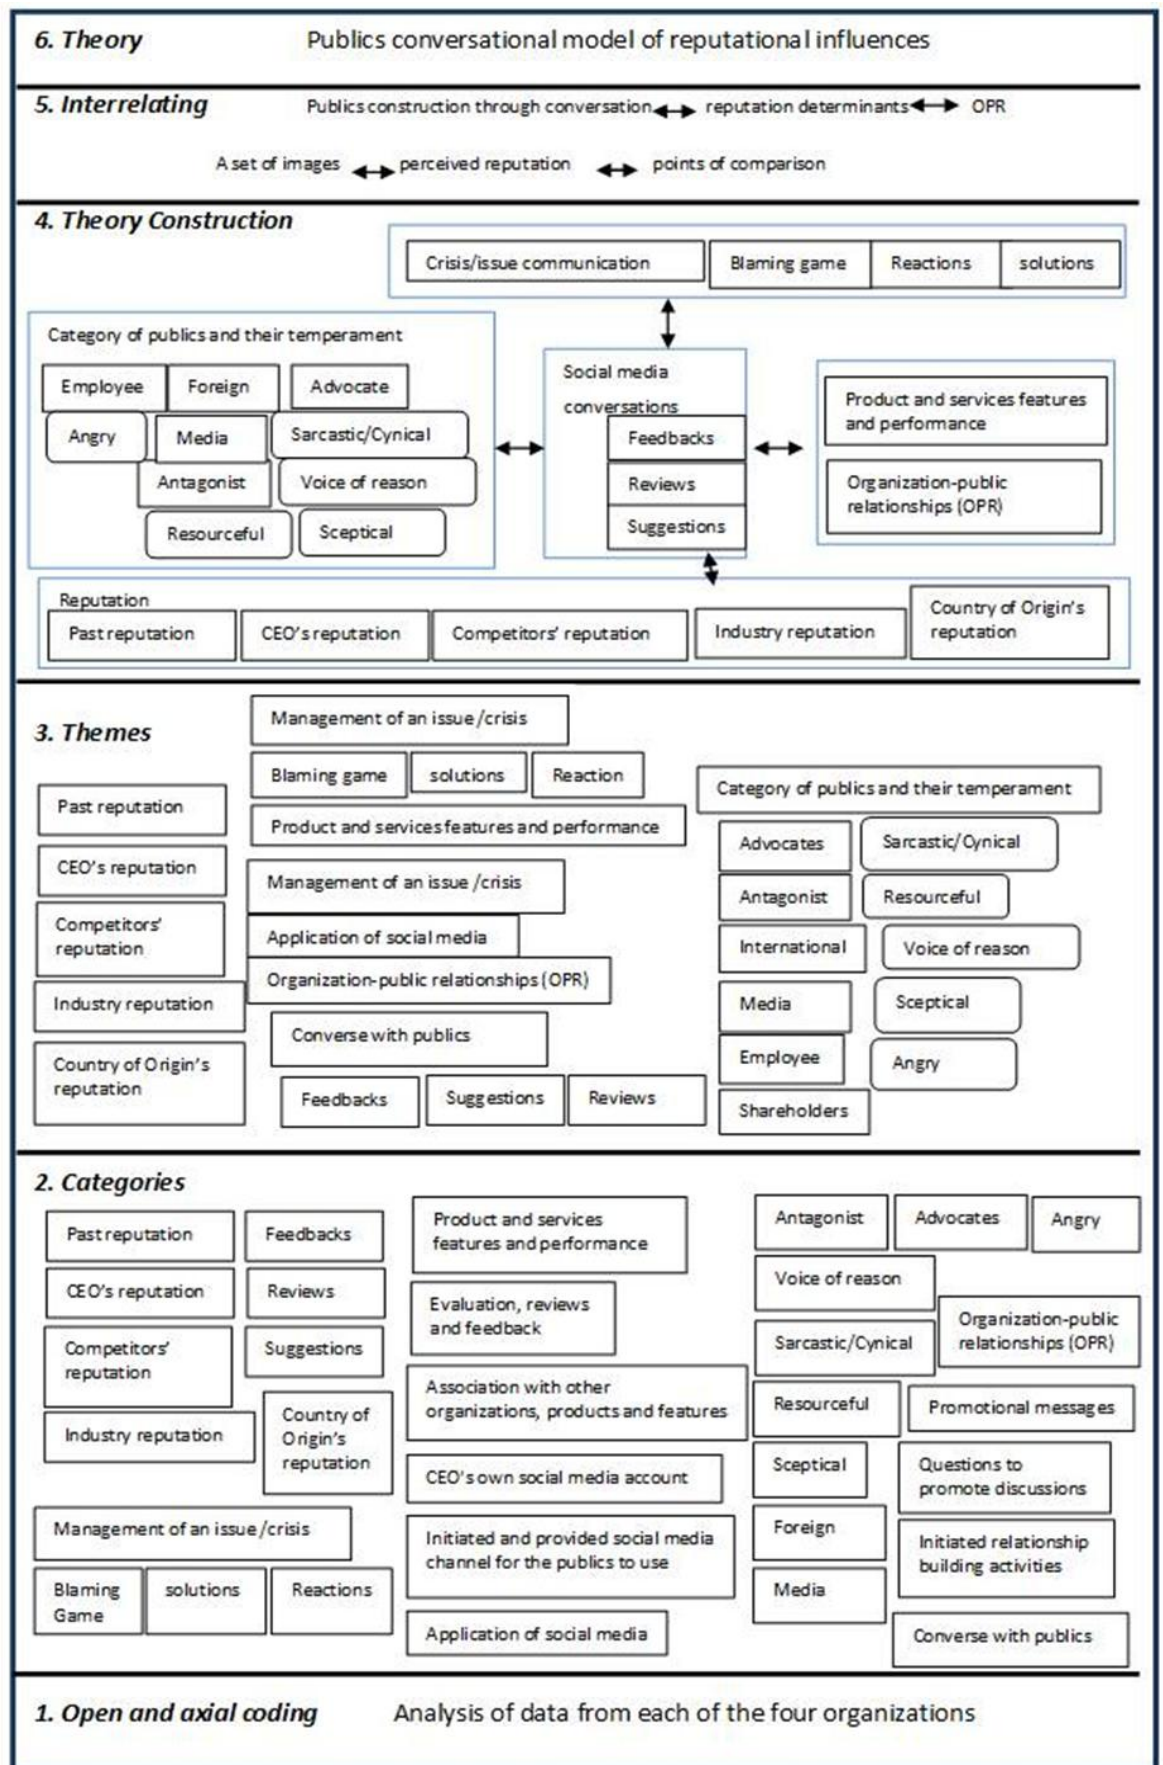 6. Theory
Publics conversational model of reputational influences
5. Interrelating
Publics construction through conversation
reputation determinants
OPR
A set of images
perceived reputation
points of comparison
4. Theory Construction
Crisis/issue communication
Blaming game
Reactions
solutions
Category of publics and their temperament
Employee
Foreign
Advocate
Angry
Media
Sarcastic/Cynical
Antagonist
Voice of reason
Resourceful
Sceptical
Social media
conversations
Feedbacks
Reviews
Suggestions
Product and services features
and performance
Organization-public
relationships (OPR)
Reputation
Past reputation
CEO's reputation
Competitors' reputation
Industry reputation
Country of Origin's
reputation
3. Themes
Past reputation
CEO's reputation
Competitors'
reputation
Industry reputation
Country of Origin's
reputation
Management of an issue/crisis
Blaming game
solutions
Reaction
Product and services features and performance
Management of an issue /crisis
Application of social media
Organization-public relationships (OPR)
Converse with publics
Feedbacks
Suggestions
Reviews
Category of publics and their temperament
Advocates
Sarcastic/Cynical
Antagonist
Resourceful
International
Voice of reason
Media
Sceptical
Employee
Angry
Shareholders
2. Categories
Past reputation
Feedbacks
CEO's reputation
Reviews
Competitors'
reputation
Suggestions
Industry reputation
Country of
Origin's
reputation
Management of an issue /crisis
Blaming
Game
solutions
Reactions
Product and services
features and performance
Evaluation, reviews
and feedback
Association with other
organizations, products and features
CEO's own social media account
Initiated and provided social media
channel for the publics to use
Application of social media
Antagonist
Advocates
Angry
Voice of reason
Sarcastic/Cynical
Organization-public
relationships (OPR)
Resourceful
Promotional messages
Sceptical
Questions to
promote discussions
Foreign
Initiated relationship
building activities
Media
Converse with publics
1. Open and axial coding
Analysis of data from each of the four organizations